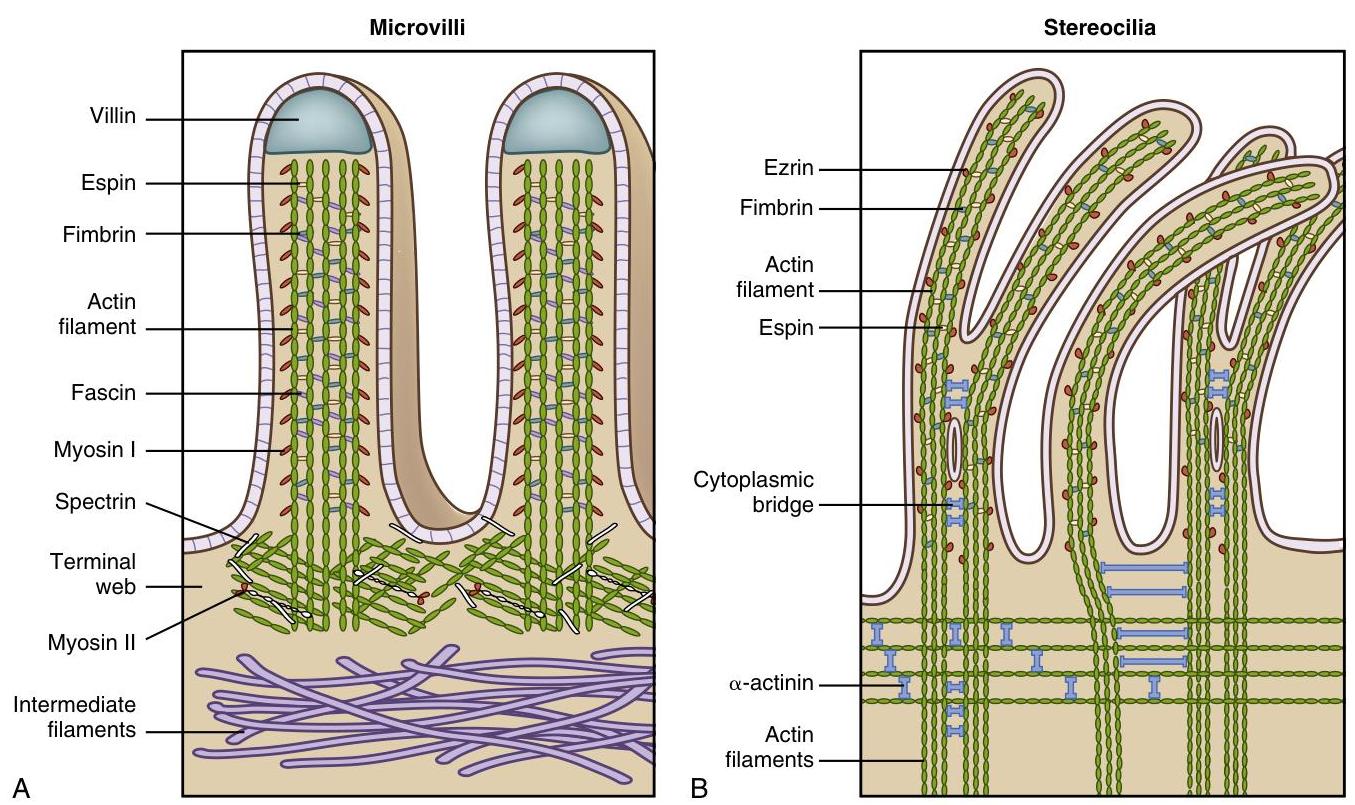 Microvilli
Villin
Espin
Fimbrin
Actin
filament
Fascin
Myosin I
Spectrin
Terminal
web
Myosin II
Intermediate
filaments
A
Stereocilia
Ezrin
Fimbrin
Actin
filament
Espin
Cytoplasmic
bridge
α-actinin
Actin
filaments
B